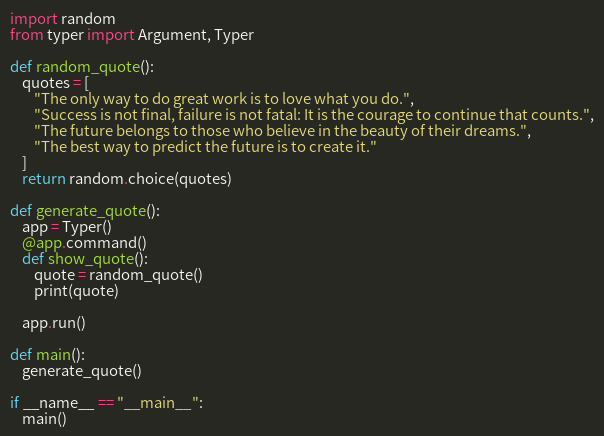 import random
from typer import Argument, Typer

def random_quote():
    quotes = [
        "The only way to do great work is to love what you do.",
        "Success is not final, failure is not fatal: It is the courage to continue that counts.",
        "The future belongs to those who believe in the beauty of their dreams.",
        "The best way to predict the future is to create it."
    ]
    return random.choice(quotes)

def generate_quote():
    app = Typer()
    @app.command()
    def show_quote():
        quote = random_quote()
        print(quote)

    app.run()

def main():
    generate_quote()

if __name__ == "__main__":
    main()